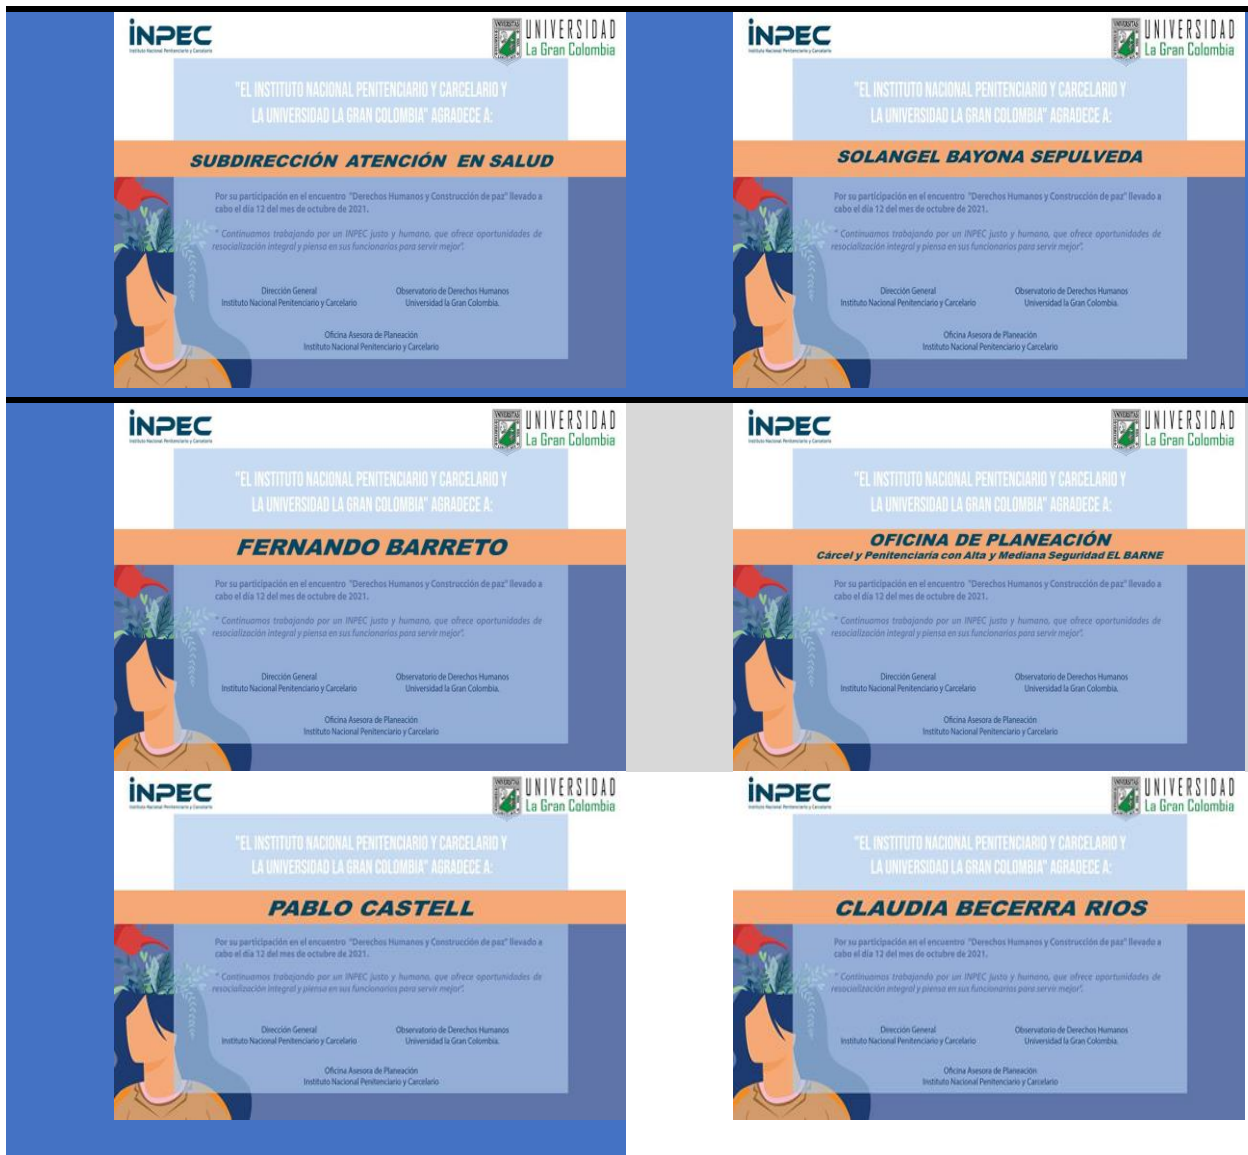 INPEC
Instituto Nacional Penitenciario y Carcelario
UNIVERSIDAD
La Gran Colombia
"EL INSTITUTO NACIONAL PENITENCIARIO Y CARCELARIO Y
LA UNIVERSIDAD LA GRAN COLOMBIA" AGRADECE A:
SUBDIRECCIÓN ATENCIÓN EN SALUD
Por su participación en el encuentro "Derechos Humanos y Construcción de paz" llevado a
cabo el día 12 del mes de octubre de 2021.
" Continuamos trabajando por un INPEC justo y humano, que ofrece oportunidades de
resocialización integral y piensa en sus funcionarios para servir mejor".
Dirección General
Instituto Nacional Penitenciario y Carcelario
Observatorio de Derechos Humanos
Universidad la Gran Colombia.
Oficina Asesora de Planeación
Instituto Nacional Penitenciario y Carcelario
INPEC
Instituto Nacional Penitenciario y Carcelario
UNIVERSIDAD
La Gran Colombia
"EL INSTITUTO NACIONAL PENITENCIARIO Y CARCELARIO Y
LA UNIVERSIDAD LA GRAN COLOMBIA" AGRADECE A:
SOLANGEL BAYONA SEPULVEDA
Por su participación en el encuentro "Derechos Humanos y Construcción de paz" llevado a
cabo el día 12 del mes de octubre de 2021.
" Continuamos trabajando por un INPEC justo y humano, que ofrece oportunidades de
resocialización integral y piensa en sus funcionarios para servir mejor".
Dirección General
Instituto Nacional Penitenciario y Carcelario
Observatorio de Derechos Humanos
Universidad la Gran Colombia.
Oficina Asesora de Planeación
Instituto Nacional Penitenciario y Carcelario
INPEC
Instituto Nacional Penitenciario y Carcelario
UNIVERSIDAD
La Gran Colombia
"EL INSTITUTO NACIONAL PENITENCIARIO Y CARCELARIO Y
LA UNIVERSIDAD LA GRAN COLOMBIA" AGRADECE A:
FERNANDO BARRETO
Por su participación en el encuentro "Derechos Humanos y Construcción de paz" llevado a
cabo el día 12 del mes de octubre de 2021.
" Continuamos trabajando por un INPEC justo y humano, que ofrece oportunidades de
resocialización integral y piensa en sus funcionarios para servir mejor".
Dirección General
Instituto Nacional Penitenciario y Carcelario
Observatorio de Derechos Humanos
Universidad la Gran Colombia.
Oficina Asesora de Planeación
Instituto Nacional Penitenciario y Carcelario
INPEC
Instituto Nacional Penitenciario y Carcelario
UNIVERSIDAD
La Gran Colombia
"EL INSTITUTO NACIONAL PENITENCIARIO Y CARCELARIO Y
LA UNIVERSIDAD LA GRAN COLOMBIA" AGRADECE A:
OFICINA DE PLANEACIÓN
Cárcel y Penitenciaría con Alta y Mediana Seguridad EL BARNE
Por su participación en el encuentro "Derechos Humanos y Construcción de paz" llevado a
cabo el día 12 del mes de octubre de 2021.
" Continuamos trabajando por un INPEC justo y humano, que ofrece oportunidades de
resocialización integral y piensa en sus funcionarios para servir mejor".
Dirección General
Instituto Nacional Penitenciario y Carcelario
Observatorio de Derechos Humanos
Universidad la Gran Colombia.
Oficina Asesora de Planeación
Instituto Nacional Penitenciario y Carcelario
INPEC
Instituto Nacional Penitenciario y Carcelario
UNIVERSIDAD
La Gran Colombia
"EL INSTITUTO NACIONAL PENITENCIARIO Y CARCELARIO Y
LA UNIVERSIDAD LA GRAN COLOMBIA" AGRADECE A:
PABLO CASTELL
Por su participación en el encuentro "Derechos Humanos y Construcción de paz" llevado a
cabo el día 12 del mes de octubre de 2021.
" Continuamos trabajando por un INPEC justo y humano, que ofrece oportunidades de
resocialización integral y piensa en sus funcionarios para servir mejor".
Dirección General
Instituto Nacional Penitenciario y Carcelario
Observatorio de Derechos Humanos
Universidad la Gran Colombia.
Oficina Asesora de Planeación
Instituto Nacional Penitenciario y Carcelario
INPEC
Instituto Nacional Penitenciario y Carcelario
UNIVERSIDAD
La Gran Colombia
"EL INSTITUTO NACIONAL PENITENCIARIO Y CARCELARIO Y
LA UNIVERSIDAD LA GRAN COLOMBIA" AGRADECE A:
CLAUDIA BECERRA RIOS
Por su participación en el encuentro "Derechos Humanos y Construcción de paz" llevado a
cabo el día 12 del mes de octubre de 2021.
" Continuamos trabajando por un INPEC justo y humano, que ofrece oportunidades de
resocialización integral y piensa en sus funcionarios para servir mejor".
Dirección General
Instituto Nacional Penitenciario y Carcelario
Observatorio de Derechos Humanos
Universidad la Gran Colombia.
Oficina Asesora de Planeación
Instituto Nacional Penitenciario y Carcelario